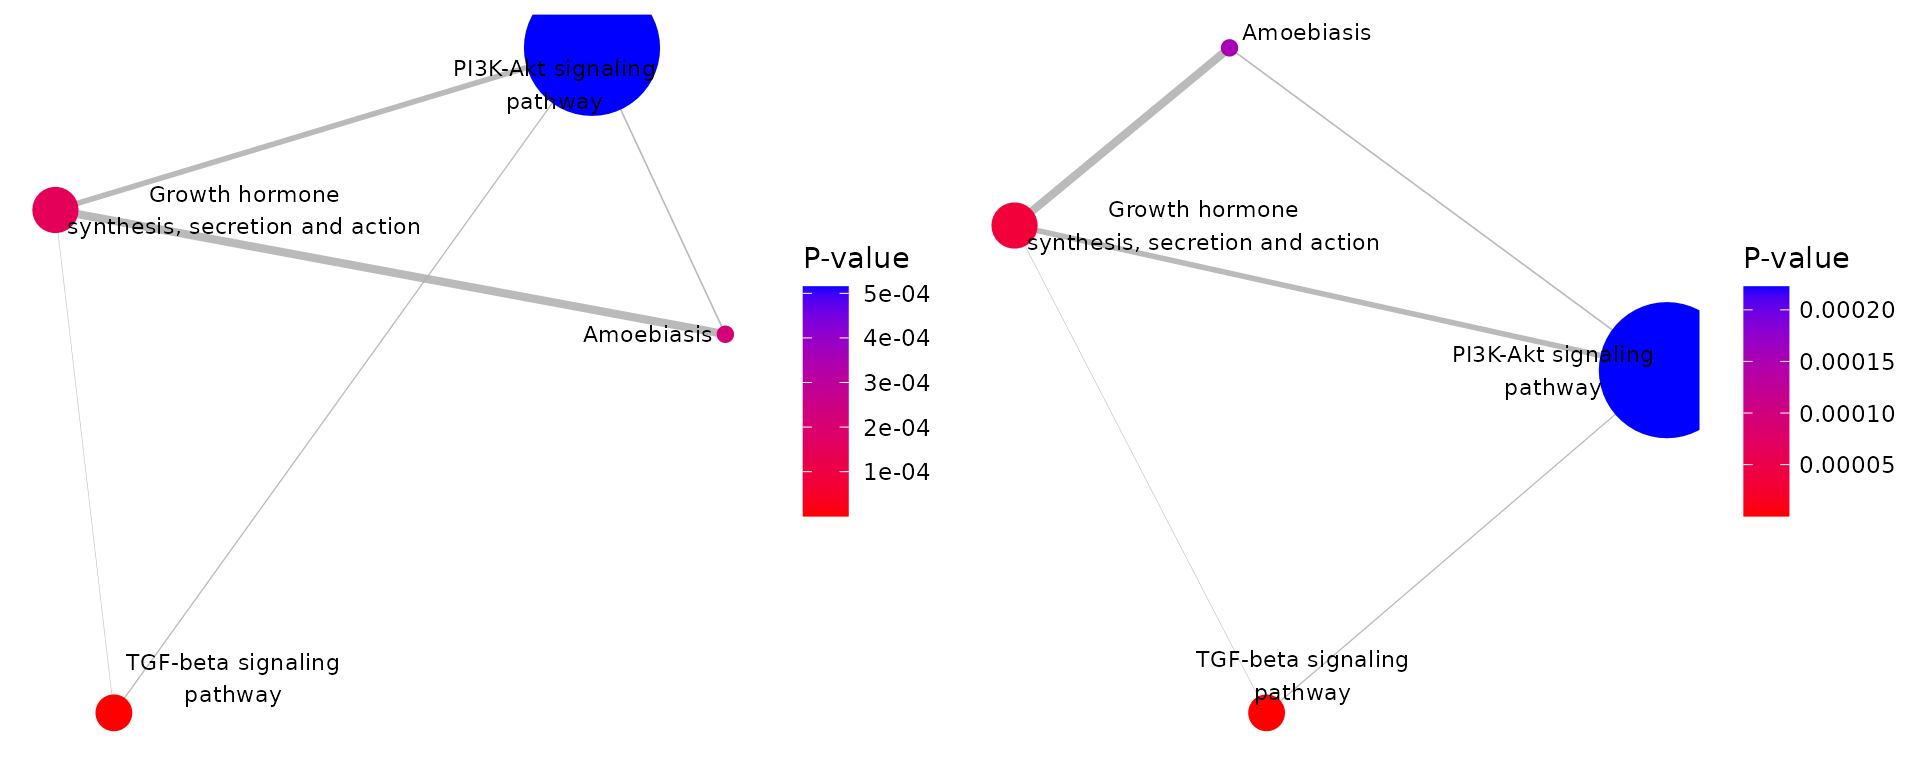 PI3K-Akt signaling
pathway
Growth hormone
synthesis, secretion and action
Amoebiasis
TGF-beta signaling
pathway
P-value
5e-04
4e-04
3e-04
2e-04
1e-04
Amoebiasis
Growth hormone
synthesis, secretion and action
PI3K-Akt signaling
pathway
TGF-beta signaling
pathway
P-value
0.00020
0.00015
0.00010
0.00005